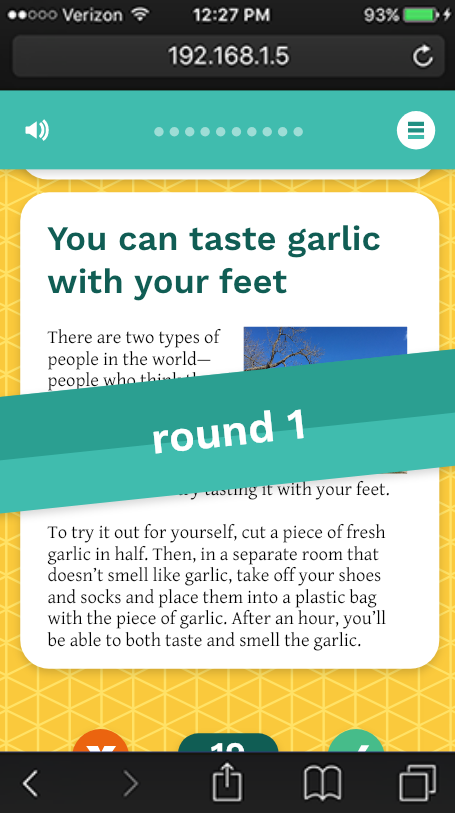 Verizon 12:27 PM 93%
192.168.1.5
You can taste garlic
with your feet
There are two types of
people in the world—
people who think
round 1
tasting it with your feet.
To try it out for yourself, cut a piece of fresh
garlic in half. Then, in a separate room that
doesn’t smell like garlic, take off your shoes
and socks and place them into a plastic bag
with the piece of garlic. After an hour, you’ll
be able to both taste and smell the garlic.